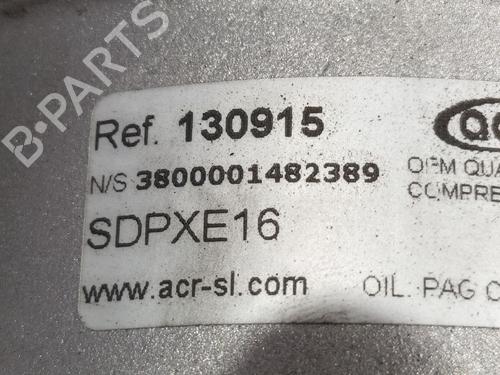 B-PARTS
Ref. 130915
N/S 3800001482389
OEM QUA
COMPRE
SDPXE16
www.acr-sl.com
OIL. PAG